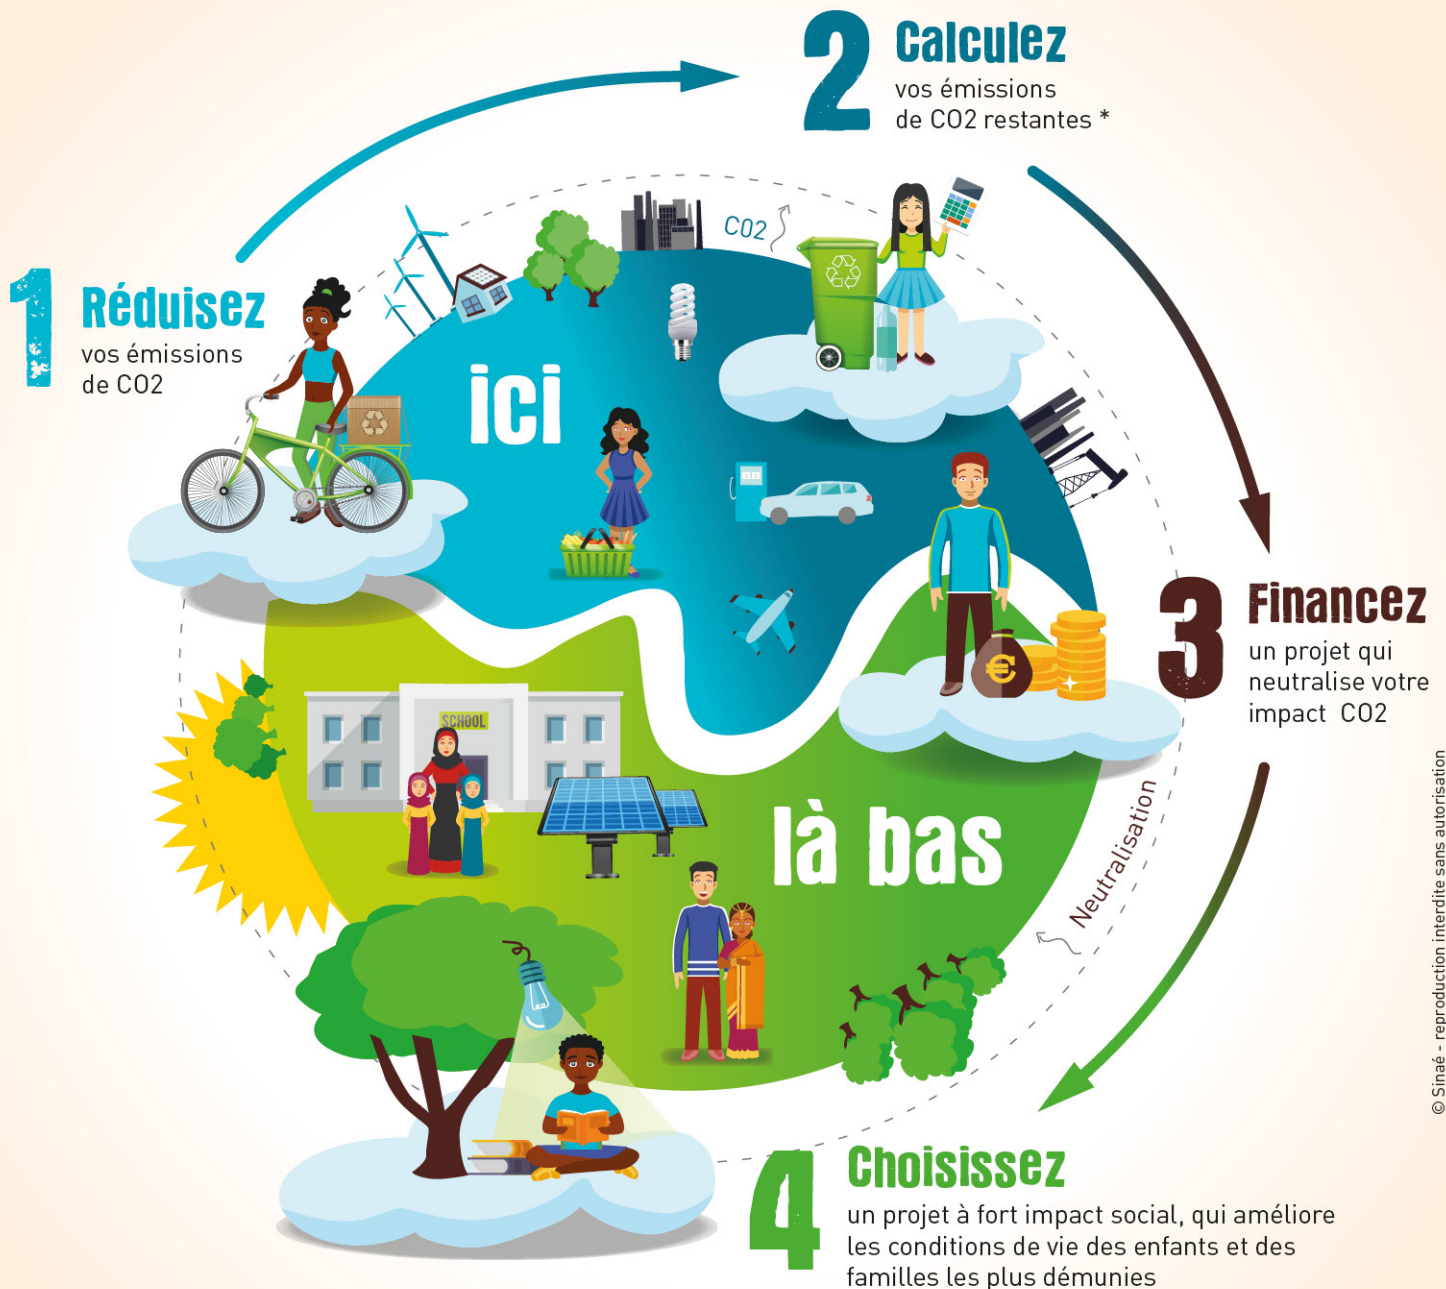 1 Réduisez
vos émissions
de CO2
2 Calculez
vos émissions
de CO2 restantes *
CO2
ici
3 Financez
un projet qui
neutralise votre
impact CO2
SCHOOL
€
là bas
Neutralisation
4 Choisissez
un projet à fort impact social, qui améliore
les conditions de vie des enfants et des
familles les plus démunies
© Sinaé - reproduction interdite sans autorisation